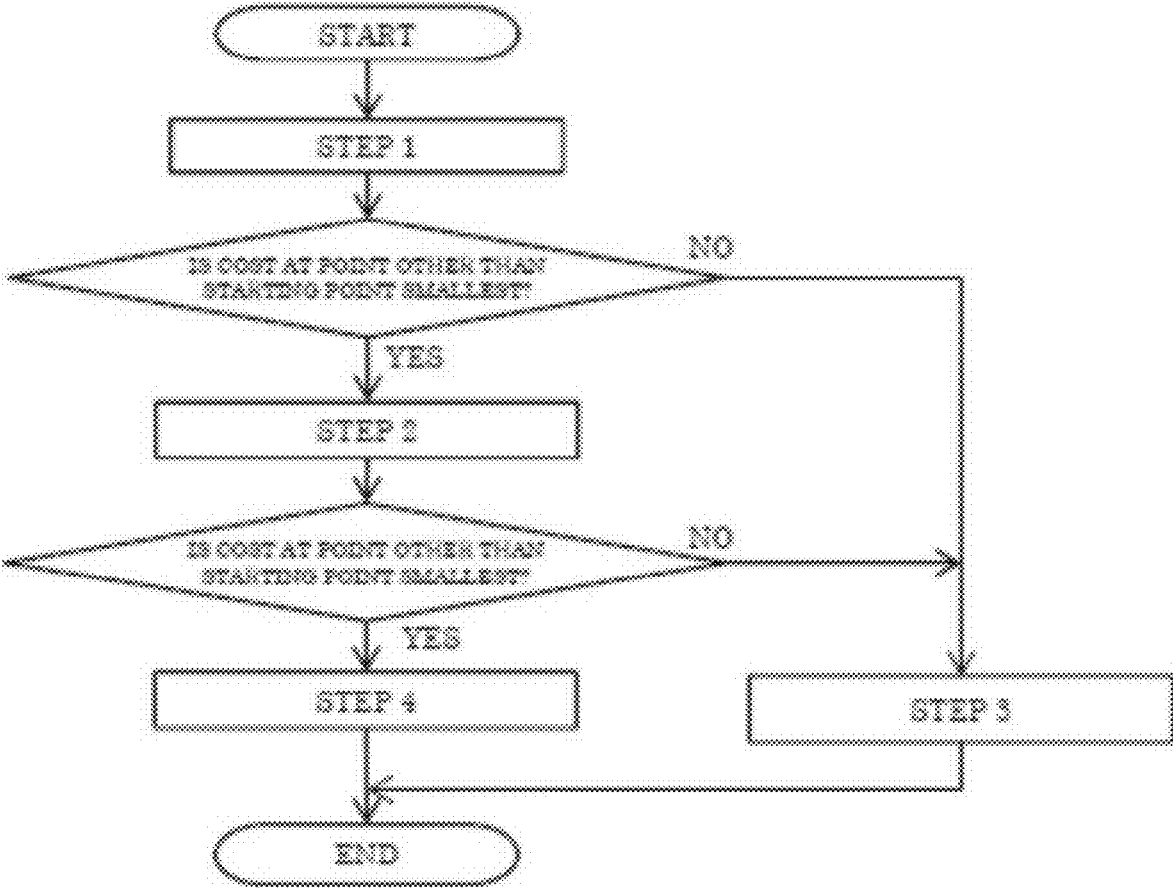 START
STEP 1
IS COST AT POINT OTHER THAN
STARTING POINT SMALLEST?
NO
YES
STEP 2
IS COST AT POINT OTHER THAN
STARTING POINT SMALLEST?
NO
YES
STEP 4
STEP 3
END